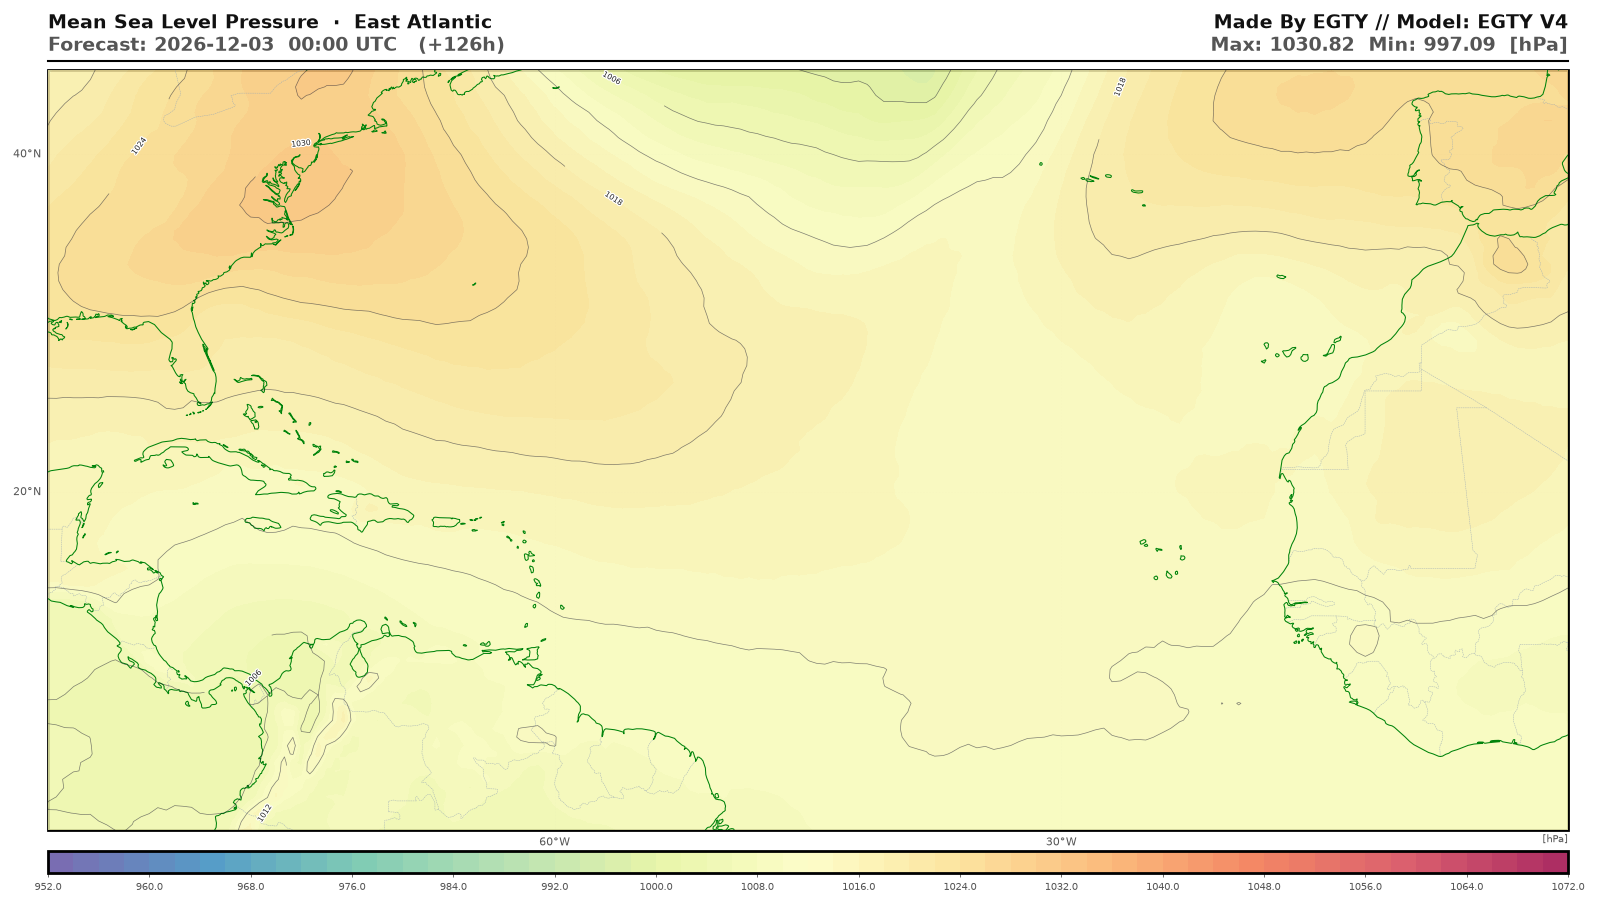 Mean Sea Level Pressure · East Atlantic
Made By EGTY // Model: EGTY V4
Forecast: 2026-12-03 00:00 UTC (+126h)
Max: 1030.82 Min: 997.09 [hPa]
1006
1018
1024
1030
40°N
1018
20°N
1006
1012
60°W
30°W
[hPa]
952.0 960.0 968.0 976.0 984.0 992.0 1000.0 1008.0 1016.0 1024.0 1032.0 1040.0 1048.0 1056.0 1064.0 1072.0